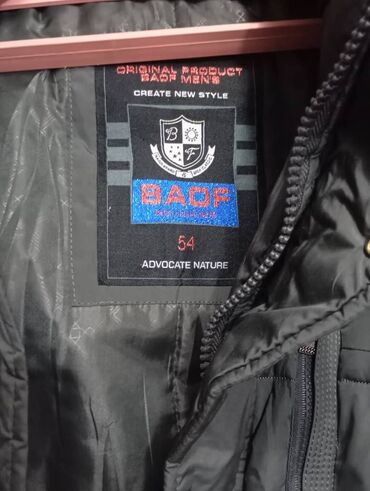 ORIGINAL PRODUCT
BAOF MEN'S
CREATE NEW STYLE
B
F
BAOF
54
ADVOCATE NATURE